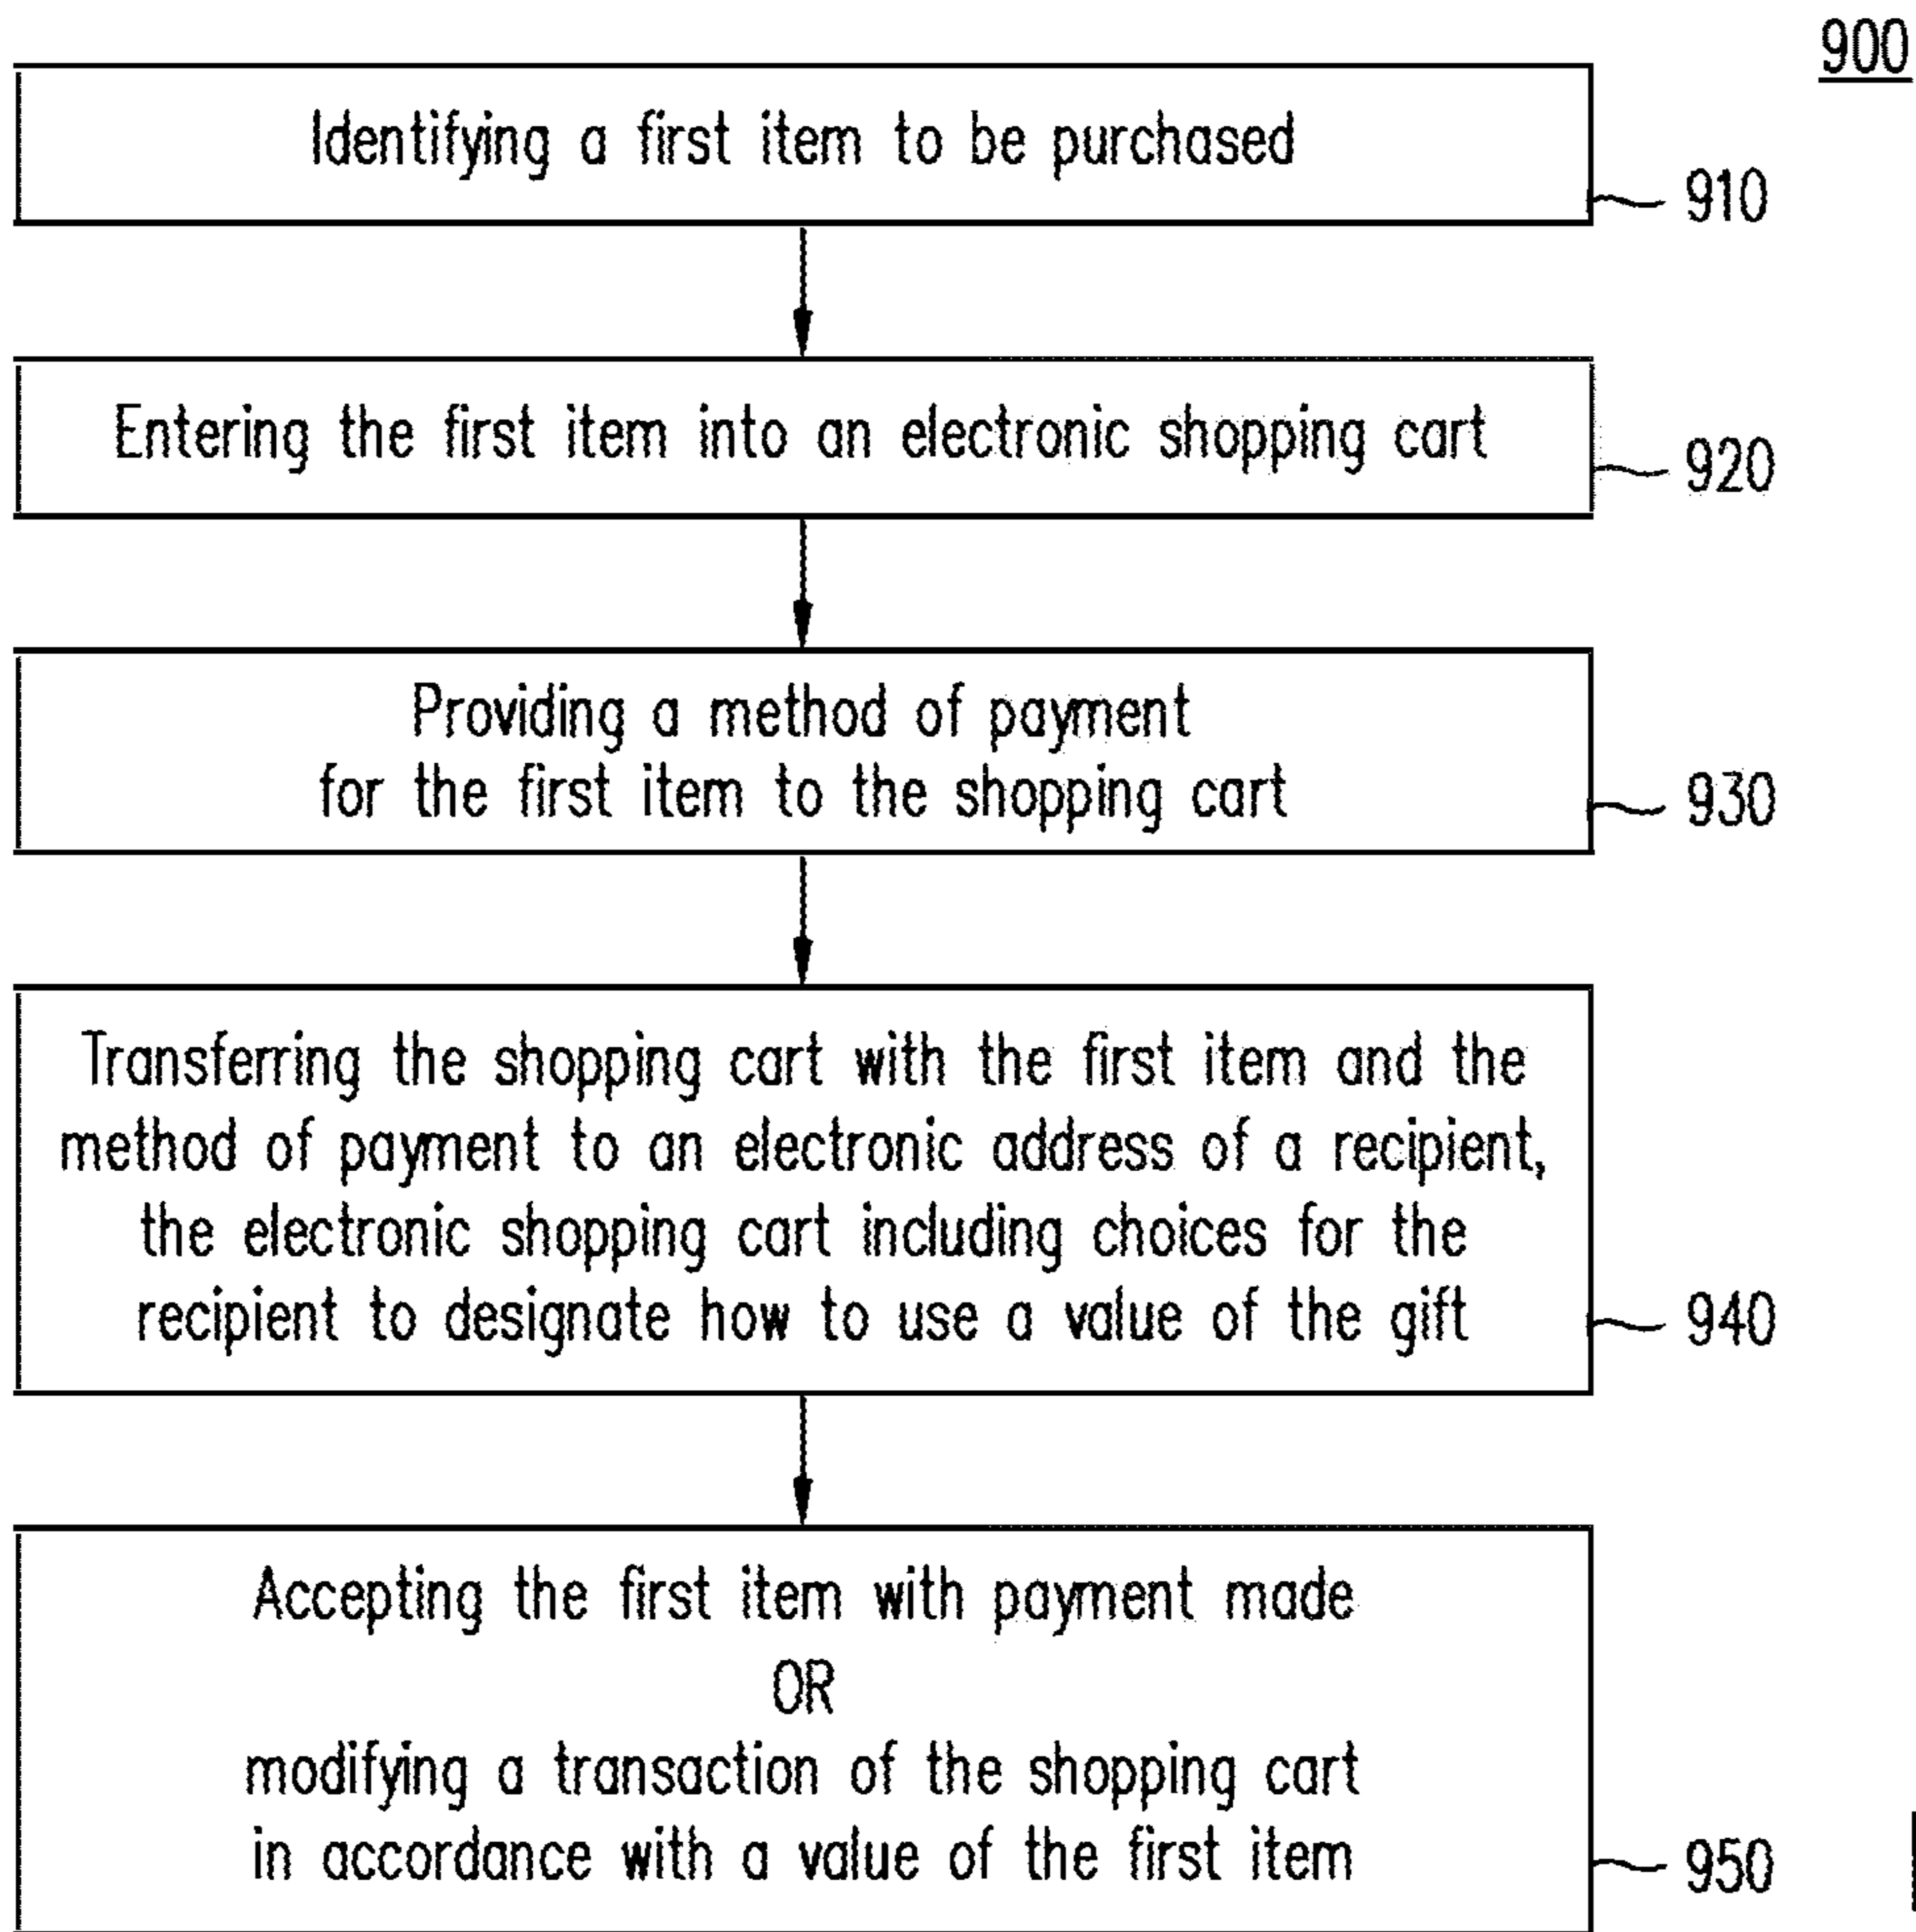 900
Identifying a first item to be purchased
910
Entering the first item into an electronic shopping cart
920
Providing a method of payment
for the first item to the shopping cart
930
Transferring the shopping cart with the first item and the
method of payment to an electronic address of a recipient,
the electronic shopping cart including choices for the
recipient to designate how to use a value of the gift
940
Accepting the first item with payment made
OR
modifying a transaction of the shopping cart
in accordance with a value of the first item
950